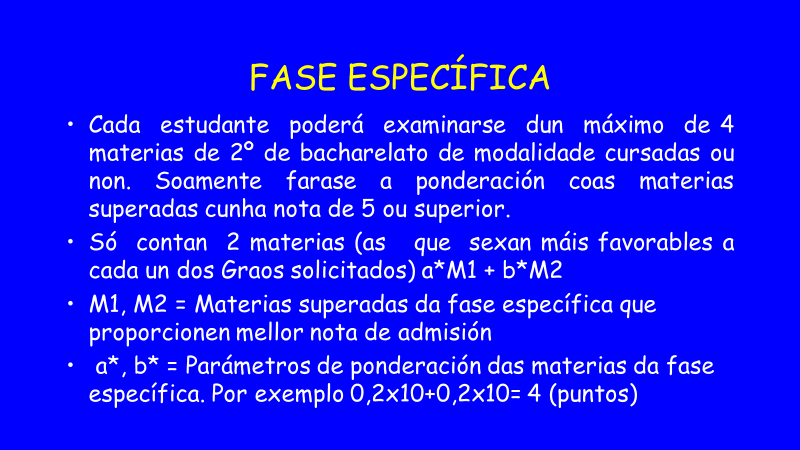 FASE ESPECÍFICA
• Cada estudante poderá examinarse dun máximo de 4
materias de 2º de bacharelato de modalidade cursadas ou
non. Soamente farase a ponderación coas materias
superadas cunha nota de 5 ou superior.
• Só contan 2 materias (as que sexan máis favorables a
cada un dos Graos solicitados) a*M1 + b*M2
• M1, M2 = Materias superadas da fase específica que
proporcionen mellor nota de admisión
• a*, b* = Parámetros de ponderación das materias da fase
específica. Por exemplo 0,2x10+0,2x10= 4 (puntos)